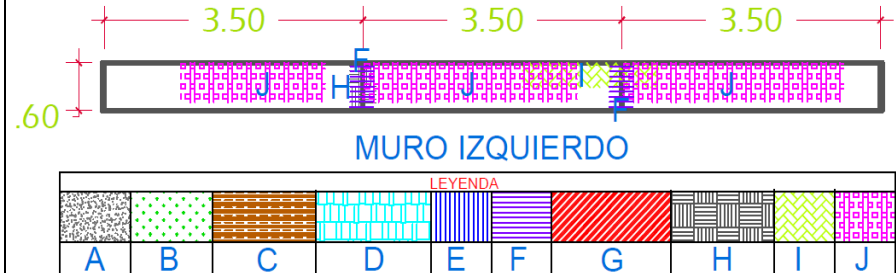 3.50 3.50 3.50
.60
E
J H J I J
F
MURO IZQUIERDO
LEYENDA
A B C D E F G H I J